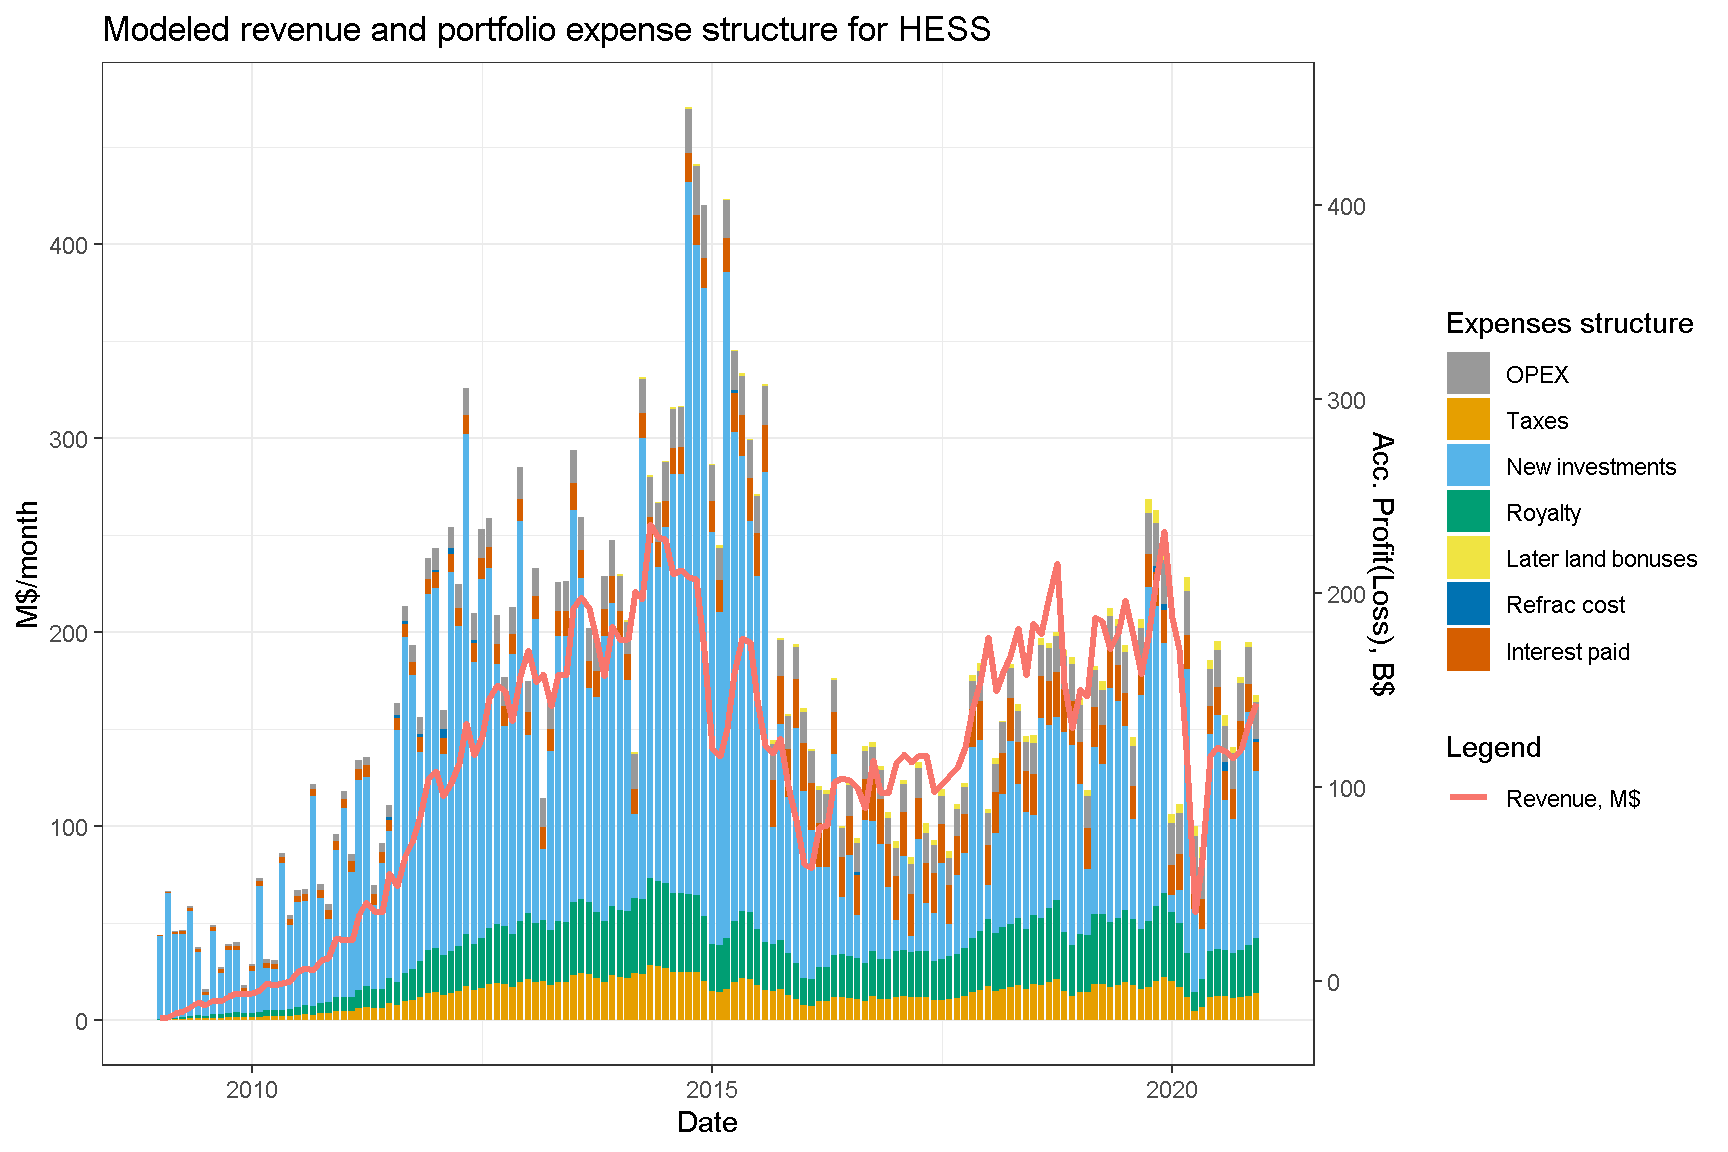 Modeled revenue and portfolio expense structure for HESS
M$/month
400
300
200
100
0
400
300
200
100
0
Acc. Profit(Loss), B$
2010
2015
2020
Date
Expenses structure
OPEX
Taxes
New investments
Royalty
Later land bonuses
Refrac cost
Interest paid
Legend
Revenue, M$